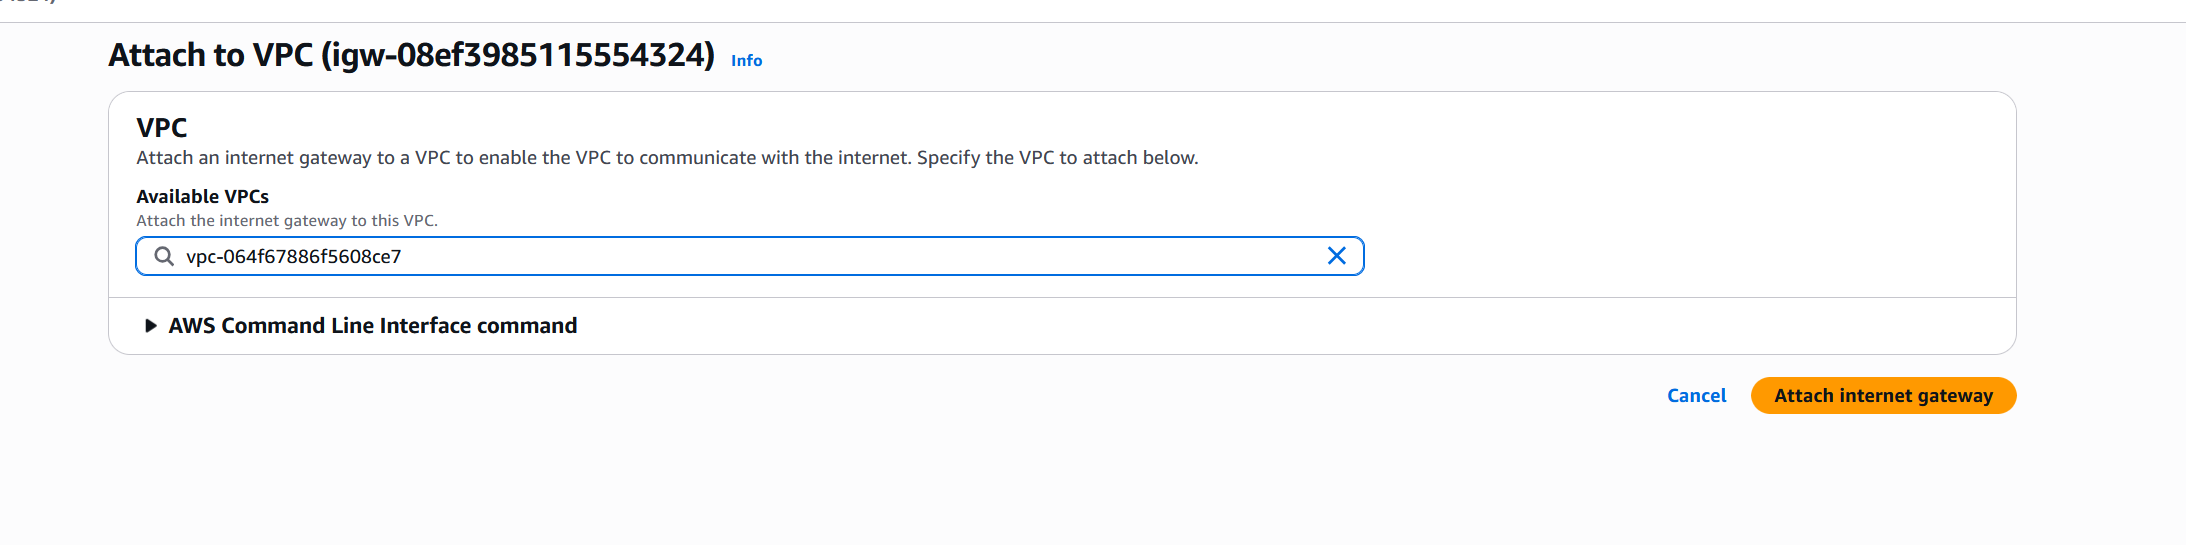 Attach to VPC (igw-08ef3985115554324) Info
VPC
Attach an internet gateway to a VPC to enable the VPC to communicate with the internet. Specify the VPC to attach below.
Available VPCs
Attach the internet gateway to this VPC.
vpc-064f67886f5608ce7
AWS Command Line Interface command
Cancel Attach internet gateway